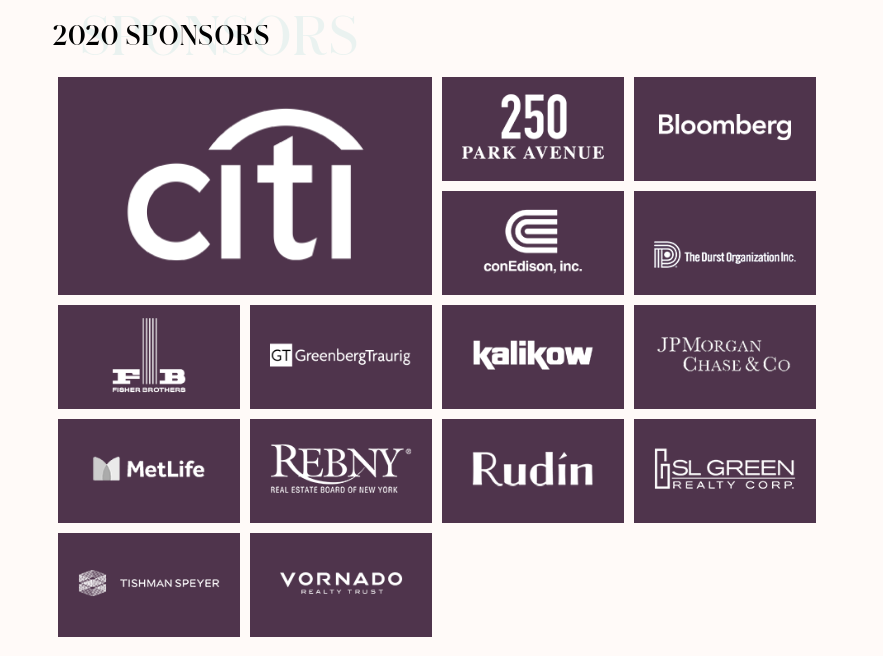 SPONSORS
2020 SPONSORS
citi
250
PARK AVENUE
Bloomberg
conEdison, inc.
The Durst Organization Inc.
FB
FISHER BROTHERS
GT GreenbergTraurig
kalikow
JPMORGAN
CHASE & CO
MetLife
REBNY®
REAL ESTATE BOARD OF NEW YORK
Rudín
SL GREEN
REALTY CORP.
TISHMAN SPEYER
VORNADO
REALTY TRUST